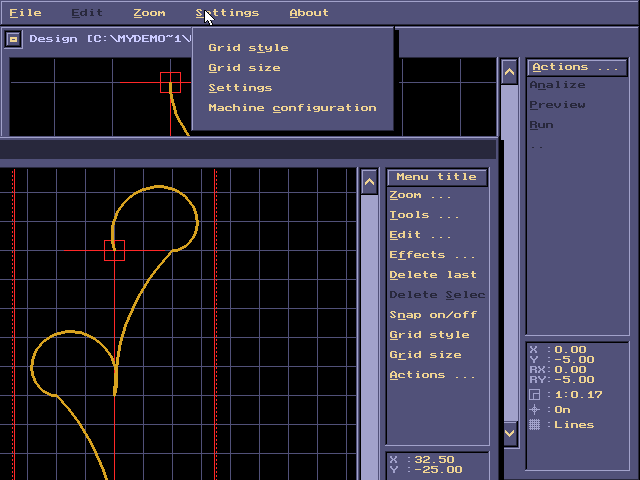 File Edit Zoom Settings About
Design [C:\MYDEMO~1\
Grid style
Grid size
Settings
Machine configuration
Actions ...
Analize
Preview
Run
..
Menu title
Zoom ...
Tools ...
Edit ...
Effects ...
Delete last
Delete Selec
Snap on/off
Grid style
Grid size
Actions ...
X :32.50
Y :-25.00
X :0.00
Y :-5.00
RX:0.00
RY:-5.00
:1:0.17
:On
:Lines